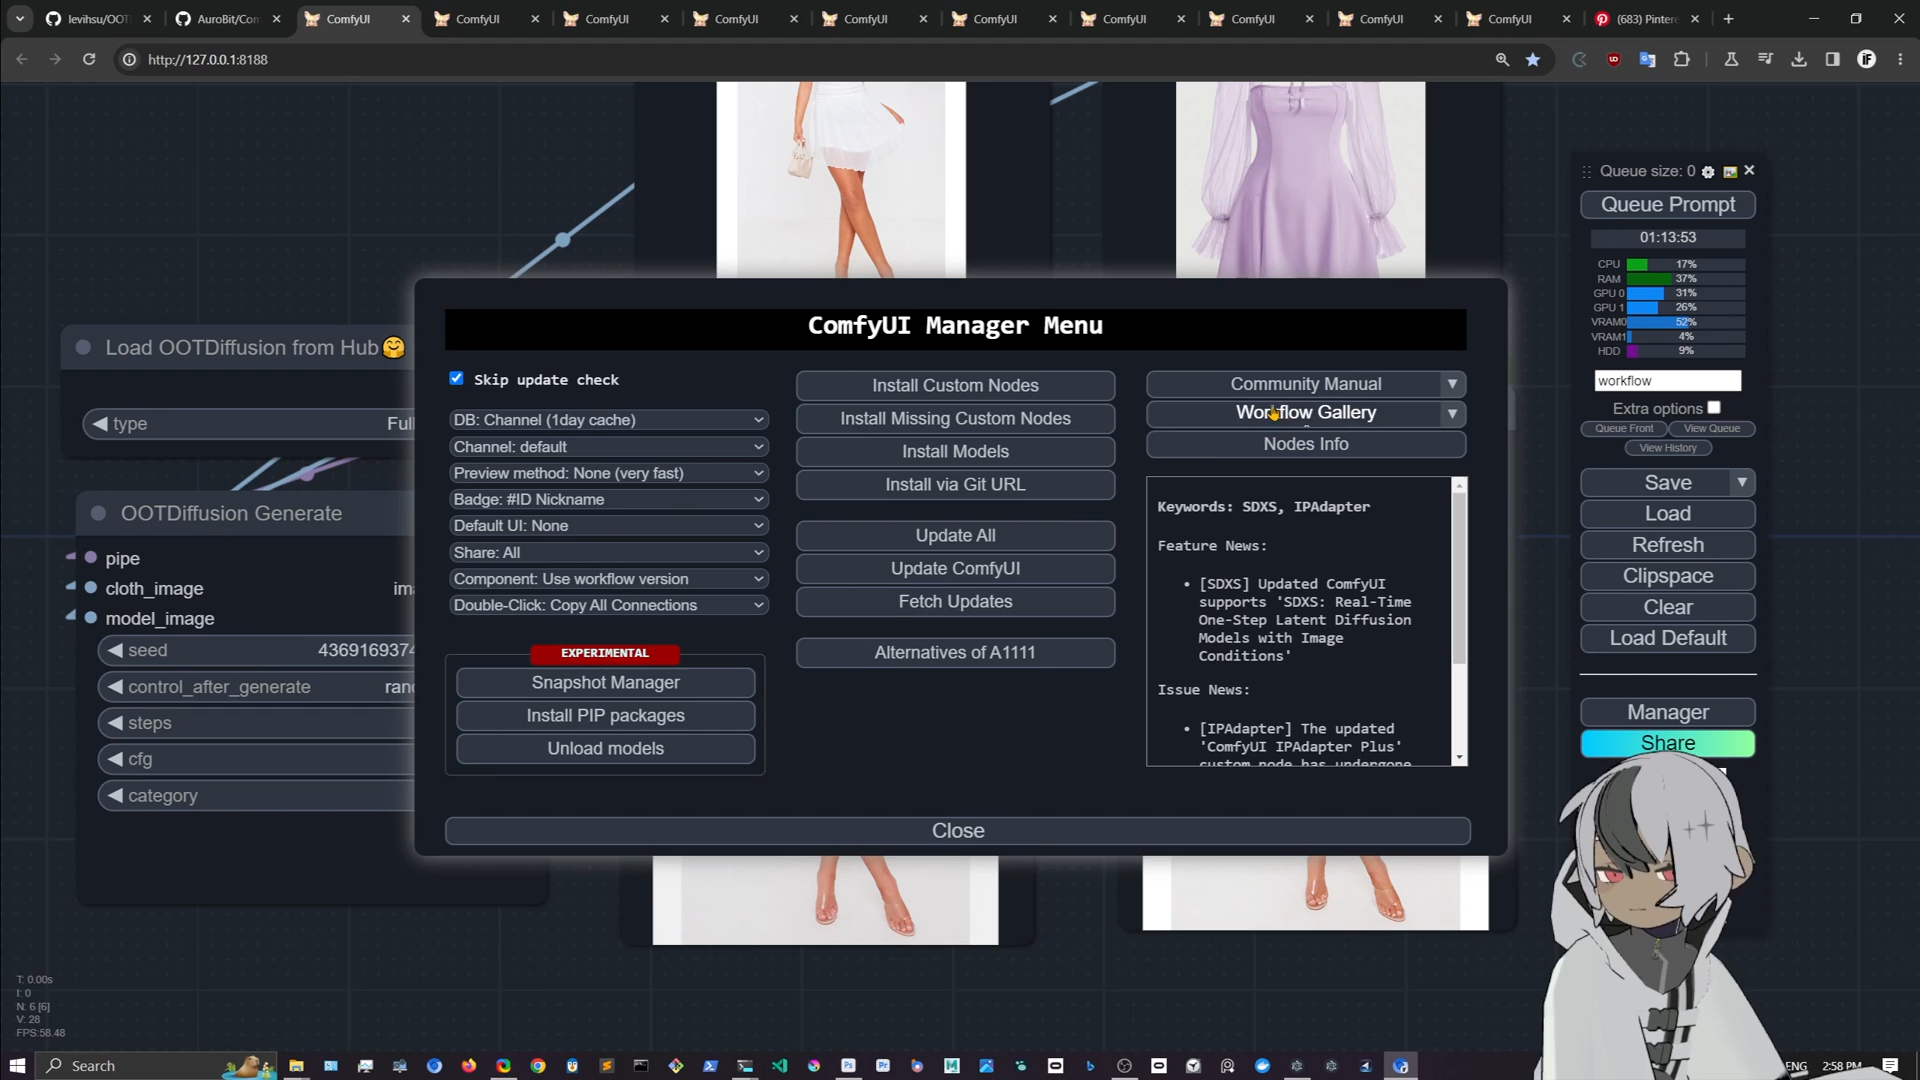 levihsu/OOT
AuroBit/Com
ComfyUI
ComfyUI
ComfyUI
ComfyUI
ComfyUI
ComfyUI
ComfyUI
ComfyUI
ComfyUI
ComfyUI
(683) Pinter
http://127.0.0.1:8188
Queue size: 0
Queue Prompt
01:13:53
CPU 17%
RAM 37%
GPU 0 31%
GPU 1 26%
VRAM0 52%
VRAM1 4%
HDD 9%
workflow
Extra options
Queue Front View Queue
View History
Save
Load
Refresh
Clipspace
Clear
Load Default
Manager
Share
Load OOTDiffusion from Hub🤗
type Full
OOTDiffusion Generate
pipe
cloth_image ima
model_image
seed 4369169374
control_after_generate ran
steps
cfg
category
ComfyUI Manager Menu
Skip update check
DB: Channel (1day cache)
Channel: default
Preview method: None (very fast)
Badge: #ID Nickname
Default UI: None
Share: All
Component: Use workflow version
Double-Click: Copy All Connections
EXPERIMENTAL
Snapshot Manager
Install PIP packages
Unload models
Install Custom Nodes
Install Missing Custom Nodes
Install Models
Install via Git URL
Update All
Update ComfyUI
Fetch Updates
Alternatives of A1111
Community Manual
Workflow Gallery
Nodes Info
Keywords: SDXS, IPAdapter
Feature News:
• [SDXS] Updated ComfyUI
supports 'SDXS: Real-Time
One-Step Latent Diffusion
Models with Image
Conditions'
Issue News:
• [IPAdapter] The updated
'ComfyUI IPAdapter Plus'
custom node has undergone
Close
T: 0.00s
I: 0
N: 6 [6]
V: 28
FPS:58.48
Search
ENG 2:58 PM